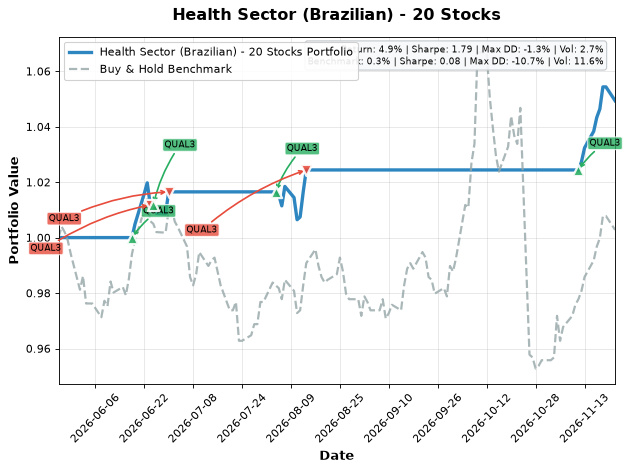 Health Sector (Brazilian) - 20 Stocks
Health Sector (Brazilian) - 20 Stocks Portfolio
Buy & Hold Benchmark
4.9% | Sharpe: 1.79 | Max DD: -1.3% | Vol: 2.7%
0.3% | Sharpe: 0.08 | Max DD: -10.7% | Vol: 11.6%
1.06
1.04
1.02
1.00
0.98
0.96
Portfolio Value
QUAL3
QUAL3
QUAL3
QUAL3
QUAL3
QUAL3
QUAL3
2026-06-06
2026-06-22
2026-07-08
2026-07-24
2026-08-09
2026-08-25
2026-09-10
2026-09-26
2026-10-12
2026-10-28
2026-11-13
Date